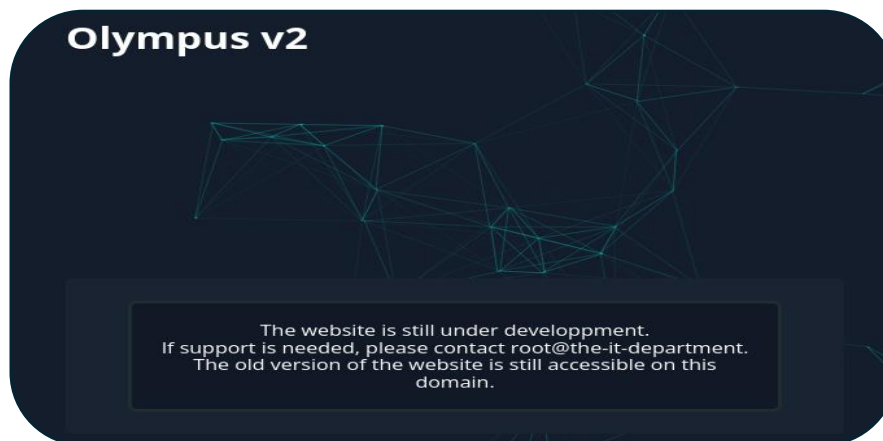 Olympus v2
The website is still under developpment.
If support is needed, please contact root@the-it-department.
The old version of the website is still accessible on this
domain.